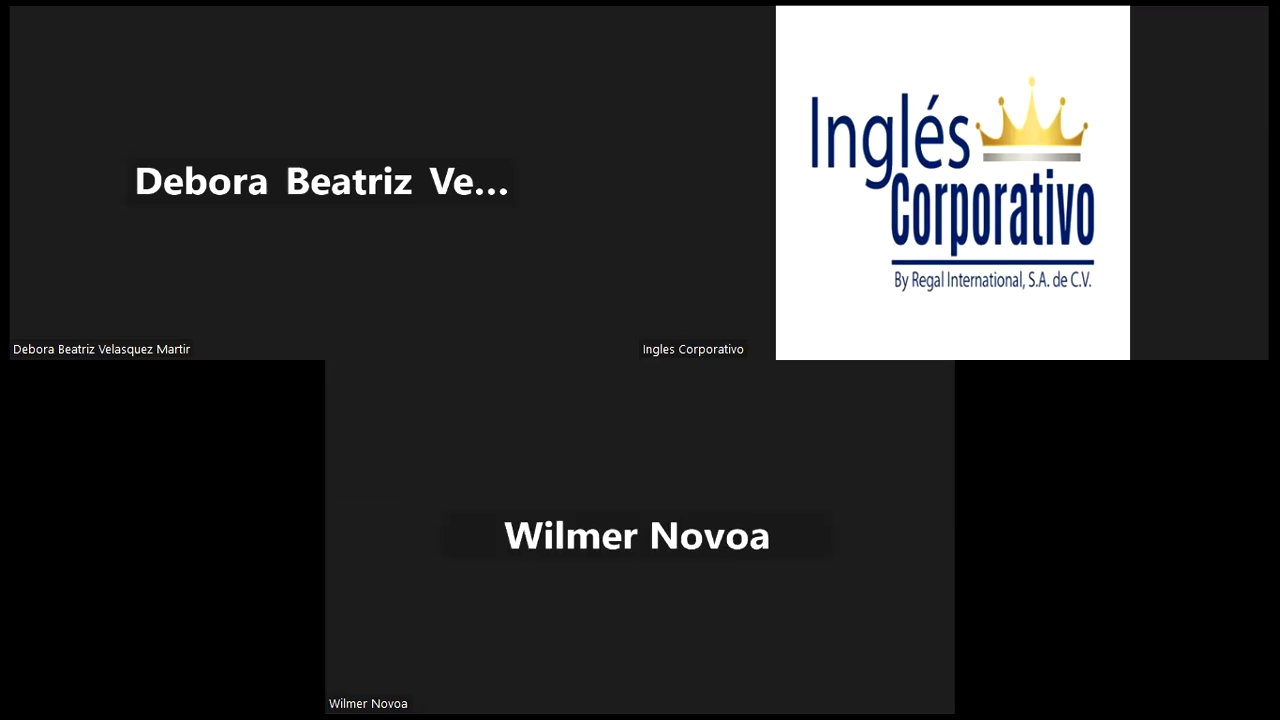 Debora Beatriz Ve...
Debora Beatriz Velasquez Martir
Inglés
Corporativo
By Regal International, S.A. de C.V.
Ingles Corporativo
Wilmer Novoa
Wilmer Novoa